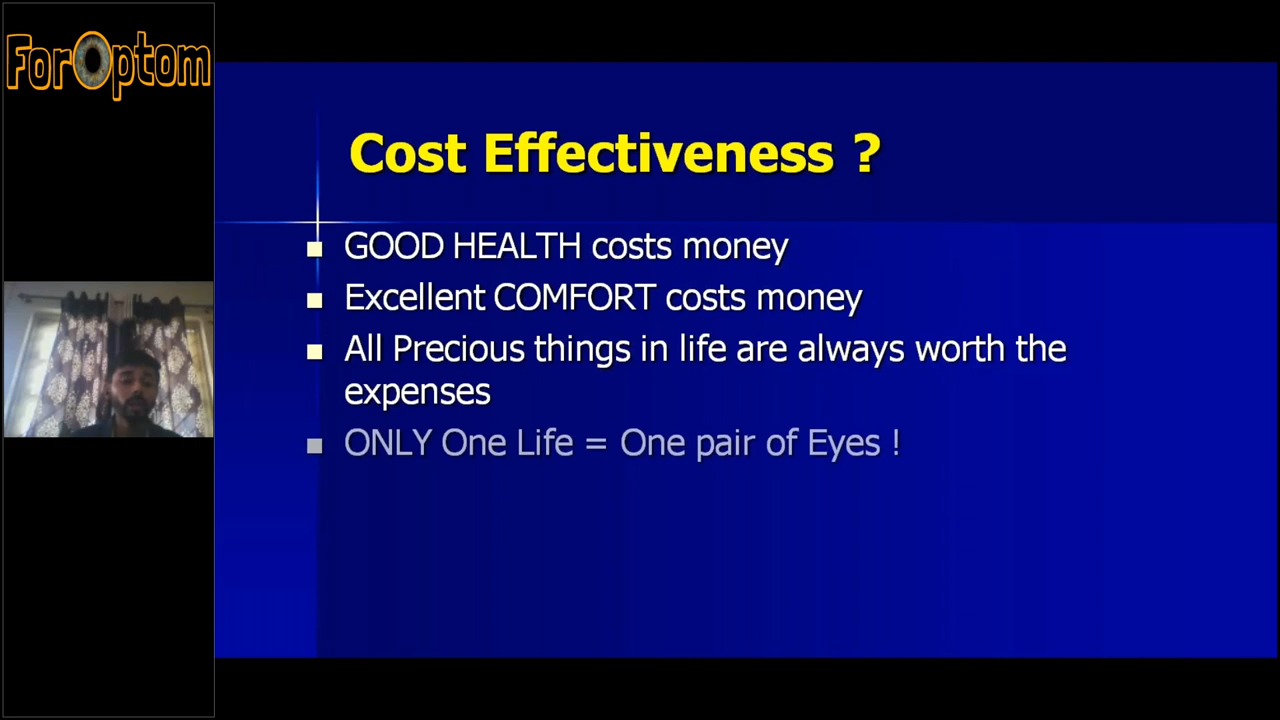 ForOptom
Cost Effectiveness ?
GOOD HEALTH costs money
Excellent COMFORT costs money
All Precious things in life are always worth the
expenses
ONLY One Life = One pair of Eyes !